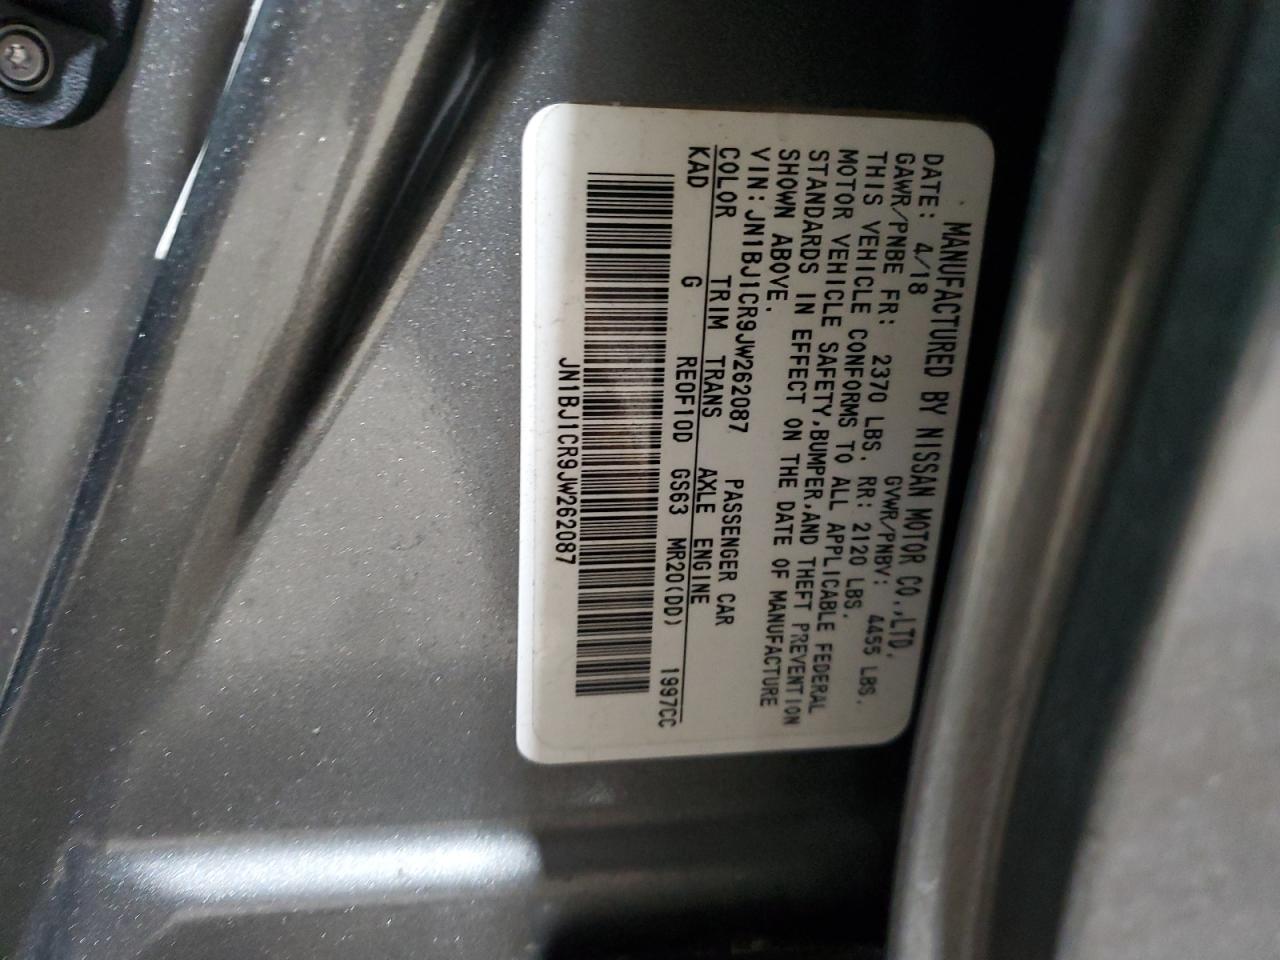 MANUFACTURED BY NISSAN MOTOR CO.,LTD.
DATE: 4/18 GVWR/PNBV: 4455 LBS.
GAWR/PNBE FR: 2370 LBS. RR: 2120 LBS.
THIS VEHICLE CONFORMS TO ALL APPLICABLE FEDERAL
MOTOR VEHICLE SAFETY,BUMPER,AND THEFT PREVENTION
STANDARDS IN EFFECT ON THE DATE OF MANUFACTURE
SHOWN ABOVE.
VIN:JN1BJ1CR9JW262087 PASSENGER CAR
COLOR TRIM TRANS AXLE ENGINE
KAD G RE0F10D GS63 MR20(DD) 1997CC
JN1BJ1CR9JW262087